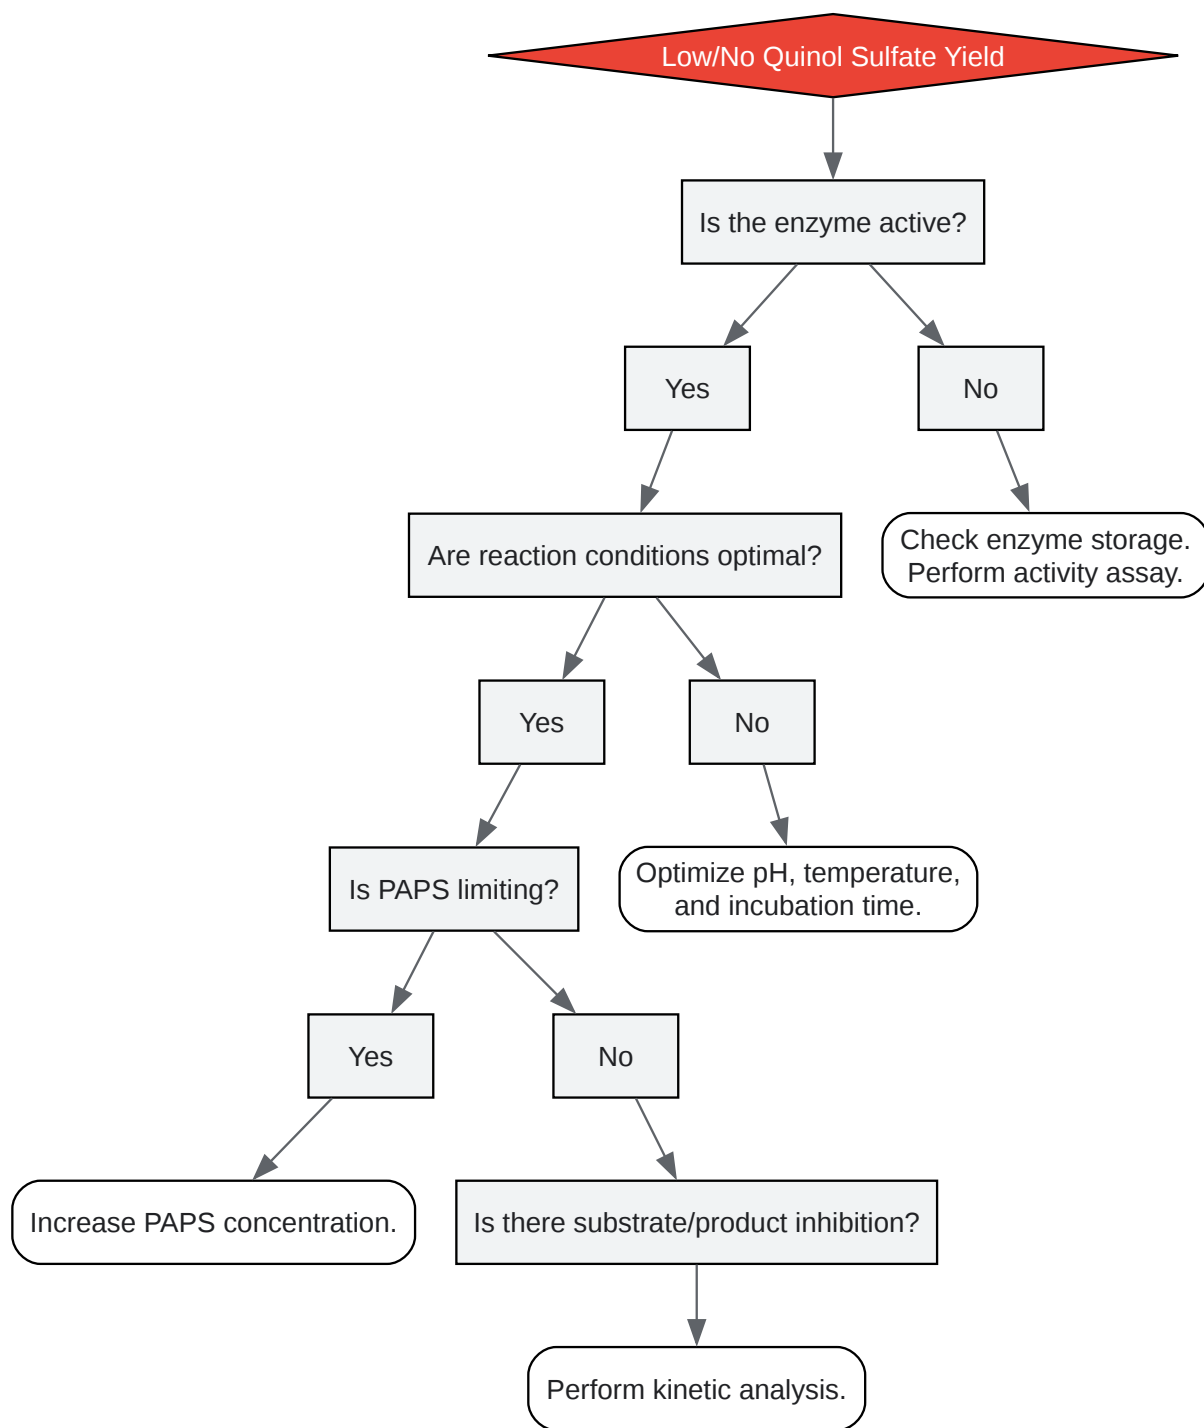 Low/No Quinol Sulfate Yield
Is the enzyme active?
Yes
No
Are reaction conditions optimal?
Check enzyme storage.
Perform activity assay.
Yes
No
Is PAPS limiting?
Optimize pH, temperature,
and incubation time.
Yes
No
Increase PAPS concentration.
Is there substrate/product inhibition?
Perform kinetic analysis.